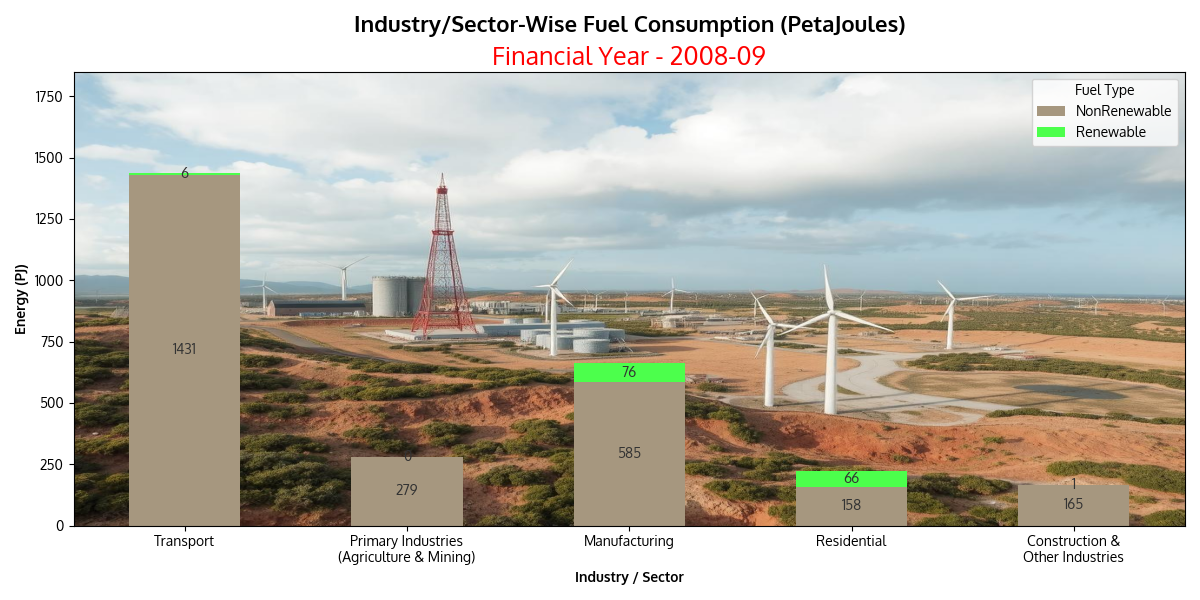 Industry/Sector-Wise Fuel Consumption (PetaJoules)
Financial Year - 2008-09
Fuel Type
NonRenewable
Renewable
Energy (PJ)
1750
1500
1250
1000
750
500
250
0
6
1431
0
279
76
585
66
158
1
165
Transport
Primary Industries
(Agriculture & Mining)
Manufacturing
Residential
Construction &
Other Industries
Industry / Sector